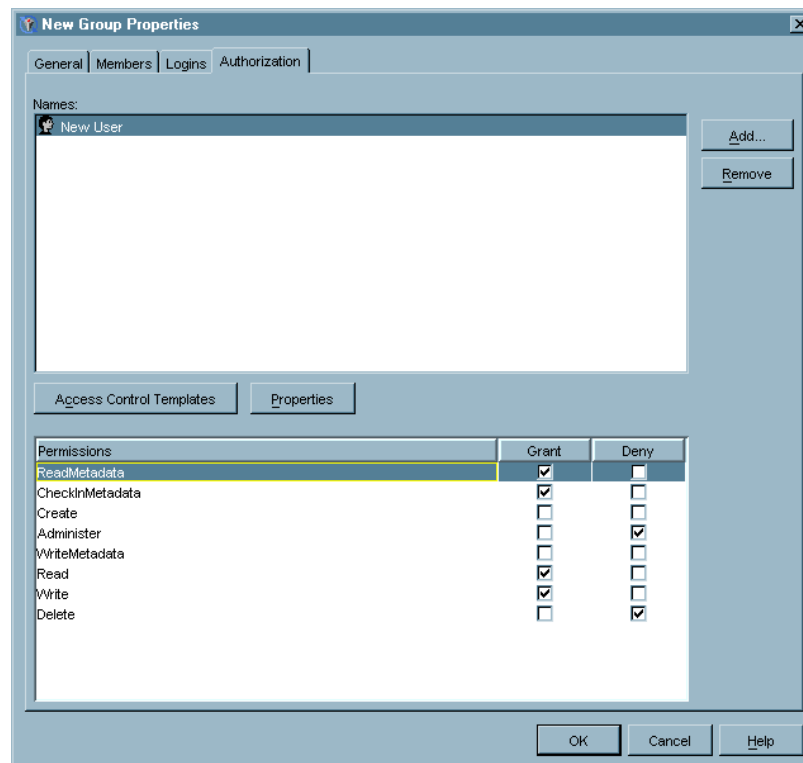 New Group Properties
General Members Logins Authorization
Names:
New User
Add...
Remove
Access Control Templates Properties
Permissions Grant Deny
ReadMetadata
CheckInMetadata
Create
Administer
WriteMetadata
Read
Write
Delete
OK Cancel Help